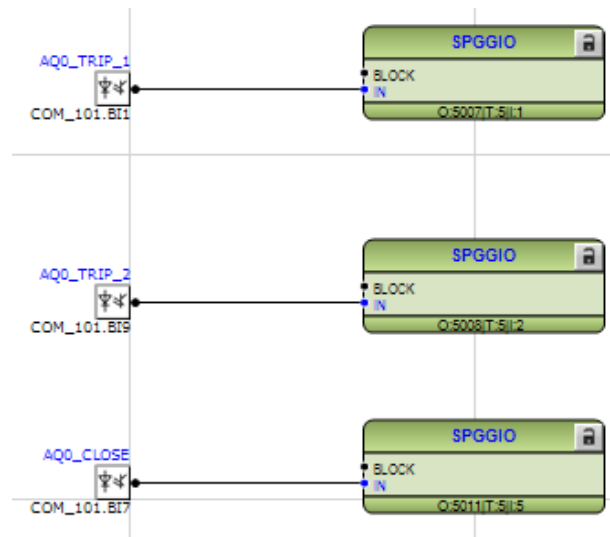 SPGGIO
AQ0_TRIP_1
BLOCK
IN
COM_101.BI1
O:5007|T:5|I:1
SPGGIO
AQ0_TRIP_2
BLOCK
IN
COM_101.BI9
O:5008|T:5|I:2
SPGGIO
AQ0_CLOSE
BLOCK
IN
COM_101.BI7
O:5011|T:5|I:5